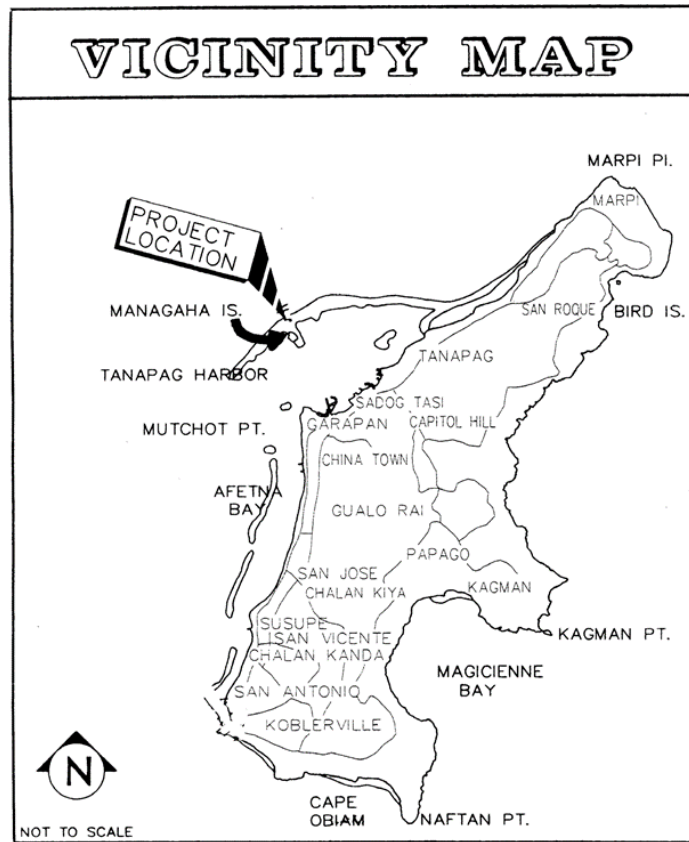 VICINITY MAP
MARPI PI.
MARPI
PROJECT
LOCATION
MANAGAHA IS.
SAN ROQUE
BIRD IS.
TANAPAG
TANAPAG HARBOR
SADOG TASI
MUTCHOT PT.
GARAPAN
CAPITOL HILL
CHINA TOWN
AFETNA
BAY
GUALO RAI
PAPAGO
SAN JOSE
KAGMAN
CHALAN KIYA
SUSUPE
KAGMAN PT.
ISAN VICENTE
CHALAN KANDA
MAGICIENNE
BAY
SAN ANTONIO
KOBLERVILLE
N
CAPE
OBIAM
NAFTAN PT.
NOT TO SCALE